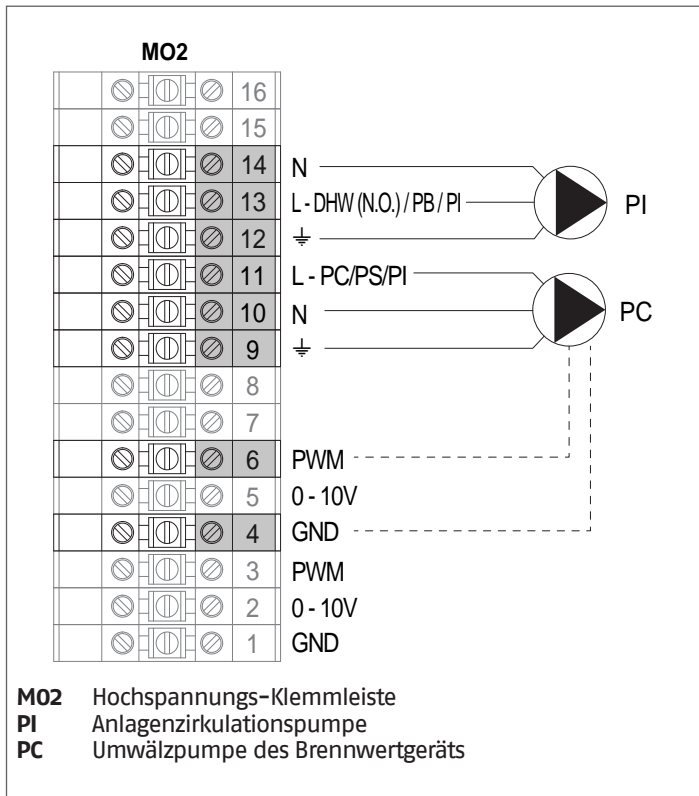 MO2
16
15
14 N
13 L - DHW (N.O.) / PB / PI PI
12
11 L - PC/PS/PI
10 N PC
9
8
7
6 PWM
5 0 - 10V
4 GND
3 PWM
2 0 - 10V
1 GND
M02 Hochspannungs-Klemmleiste
PI Anlagenzirkulationspumpe
PC Umwälzpumpe des Brennwertgeräts